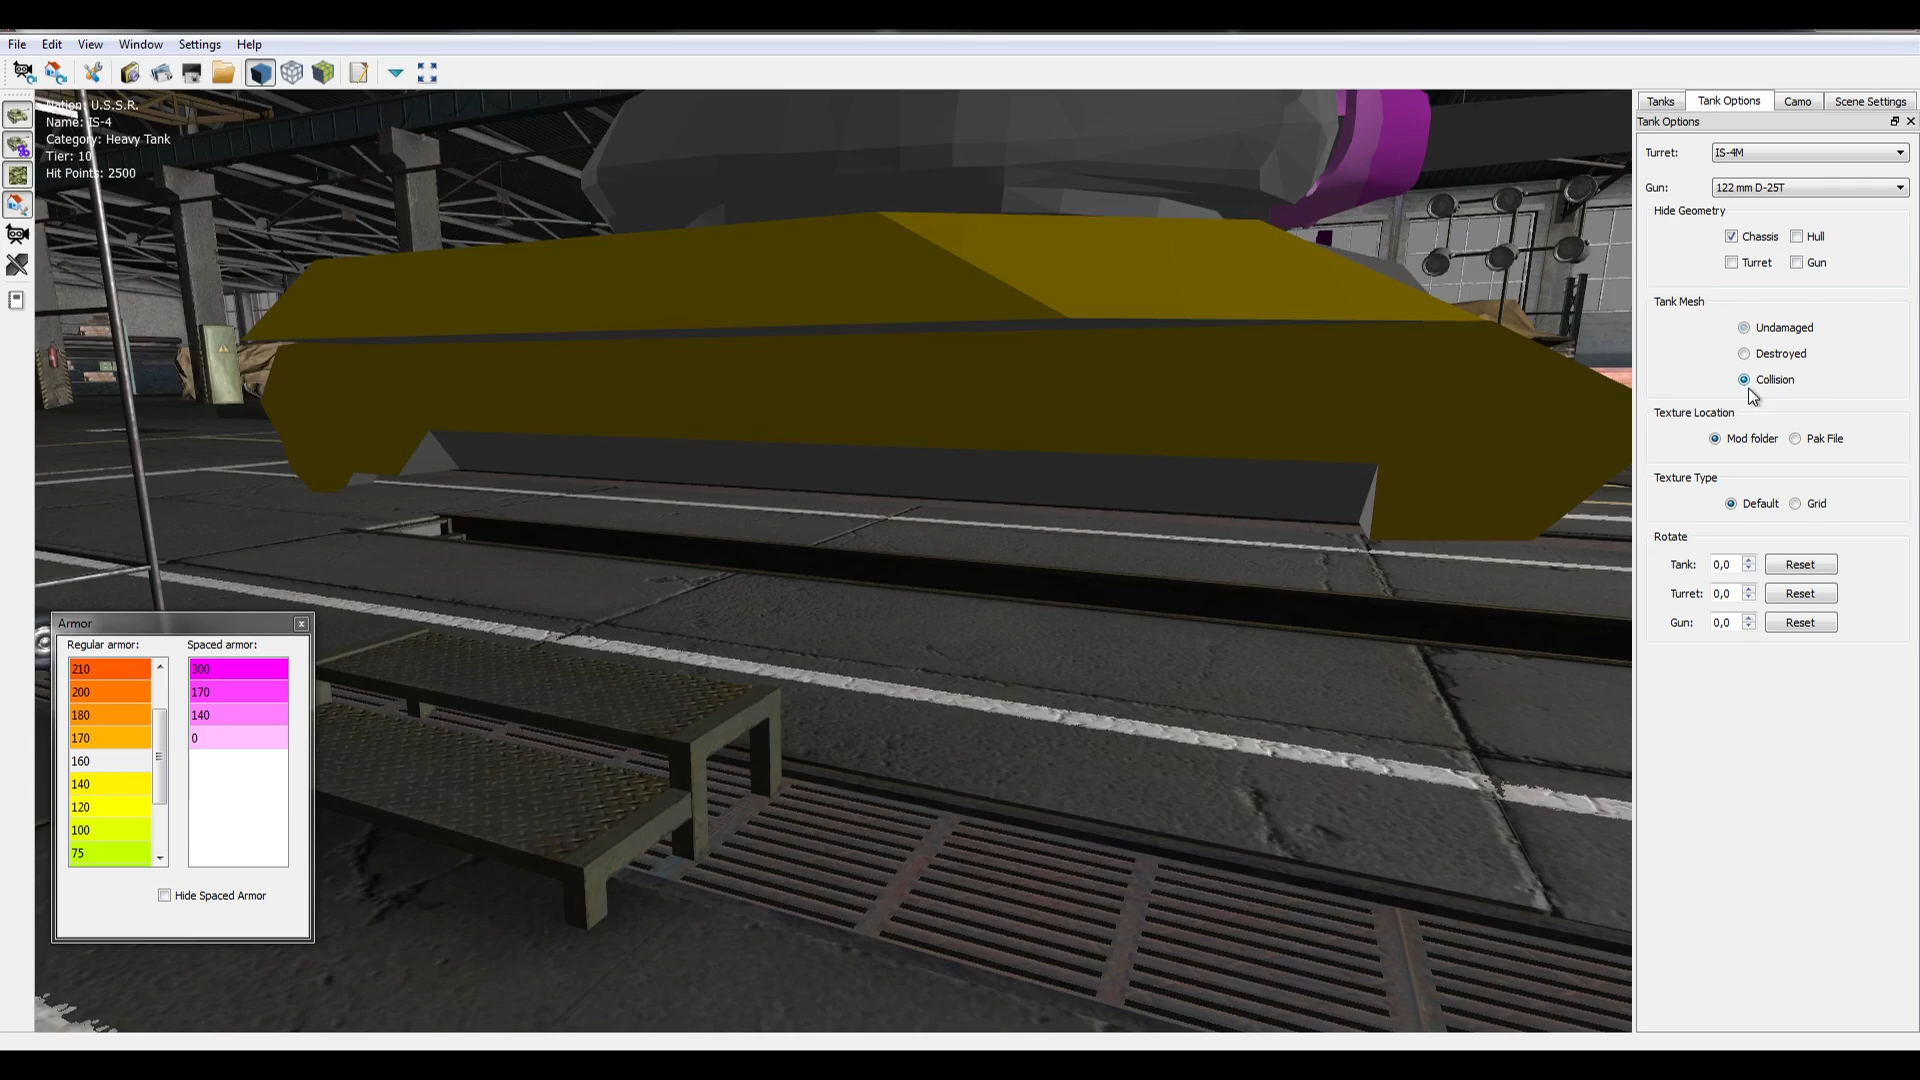 File Edit View Window Settings Help
Nation: U.S.S.R.
Name: IS-4
Category: Heavy Tank
Tier: 10
Hit Points: 2500
Tanks Tank Options Camo Scene Settings
Tank Options
Turret: IS-4M
Gun: 122 mm D-25T
Hide Geometry
Chassis Hull
Turret Gun
Tank Mesh
Undamaged
Destroyed
Collision
Texture Location
Mod folder Pak File
Texture Type
Default Grid
Rotate
Tank: 0,0 Reset
Turret: 0,0 Reset
Gun: 0,0 Reset
Armor
Regular armor: Spaced armor:
210 300
200 170
180 140
170 0
160
140
120
100
75
Hide Spaced Armor